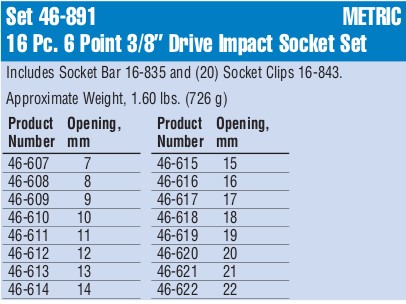 Set 46-891 METRIC
16 Pc. 6 Point 3/8″ Drive Impact Socket Set
Includes Socket Bar 16-835 and (20) Socket Clips 16-843.
Approximate Weight, 1.60 lbs. (726 g)
Product Opening, Product Opening,
Number mm Number mm
46-607 7 46-615 15
46-608 8 46-616 16
46-609 9 46-617 17
46-610 10 46-618 18
46-611 11 46-619 19
46-612 12 46-620 20
46-613 13 46-621 21
46-614 14 46-622 22